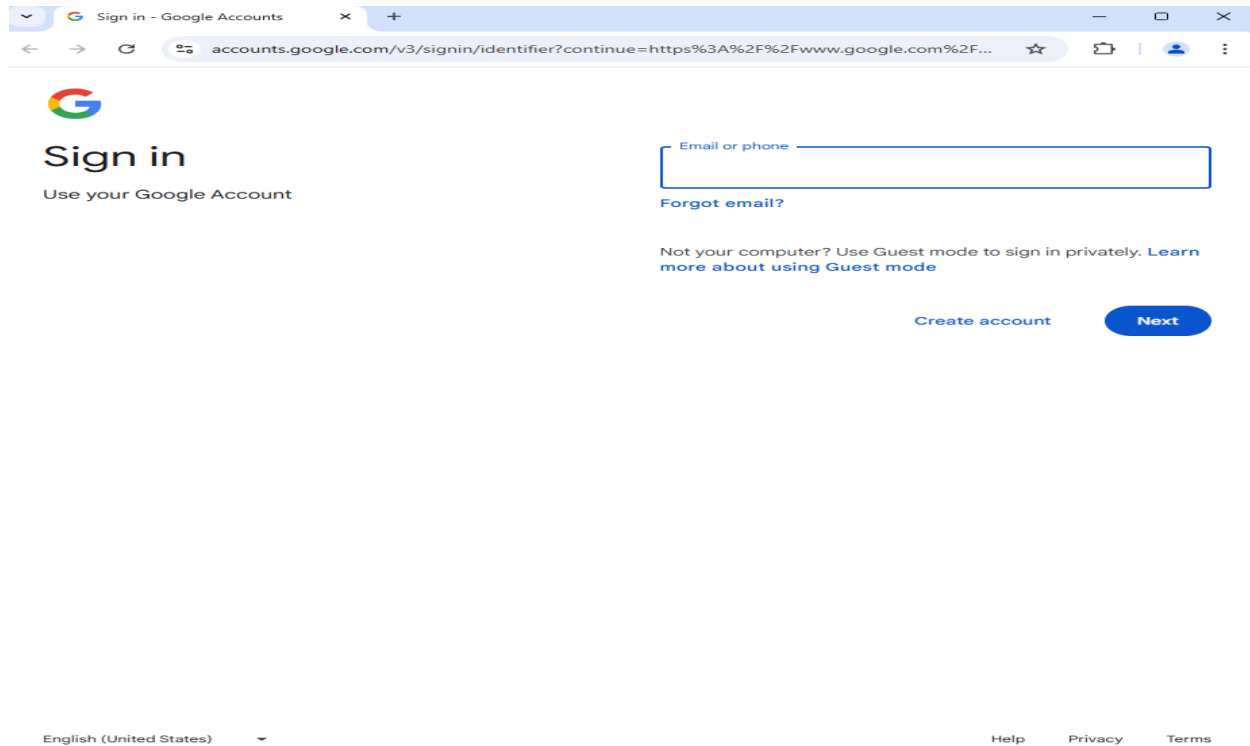 Sign in - Google Accounts
accounts.google.com/v3/signin/identifier?continue=https%3A%2F%2Fwww.google.com%2F...
Sign in
Use your Google Account
Email or phone
Forgot email?
Not your computer? Use Guest mode to sign in privately. Learn
more about using Guest mode
Create account
Next
English (United States)
Help
Privacy
Terms